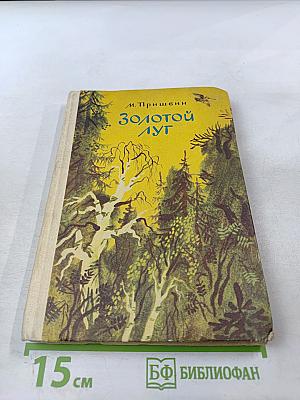 М. Пришвин
ЗОЛОТОЙ
ЛУГ
15 см
БФ БИБЛИОФАН